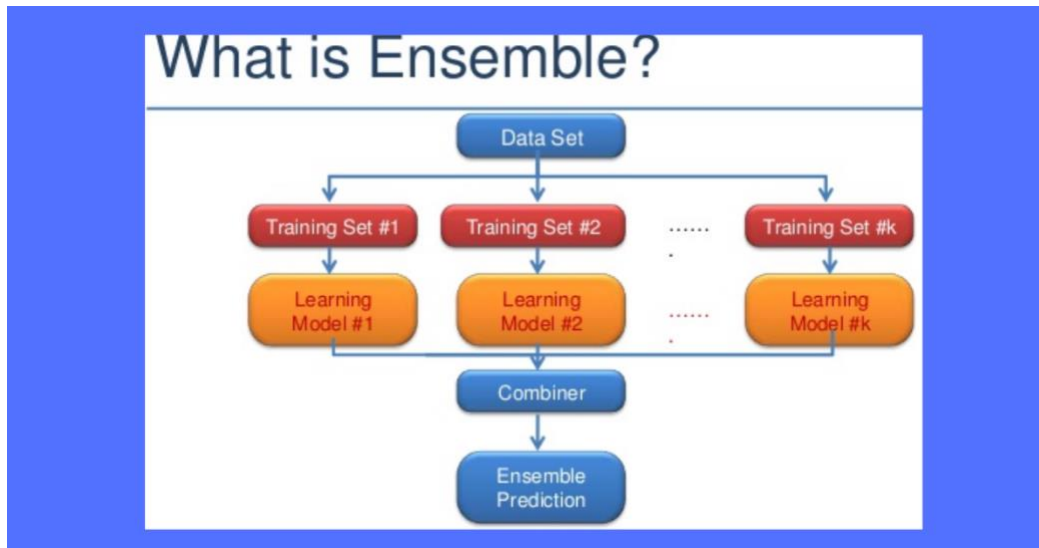 What is Ensemble?
Data Set
Training Set #1
Training Set #2
.......
Training Set #k
Learning
Model #1
Learning
Model #2
.......
Learning
Model #k
Combiner
Ensemble
Prediction